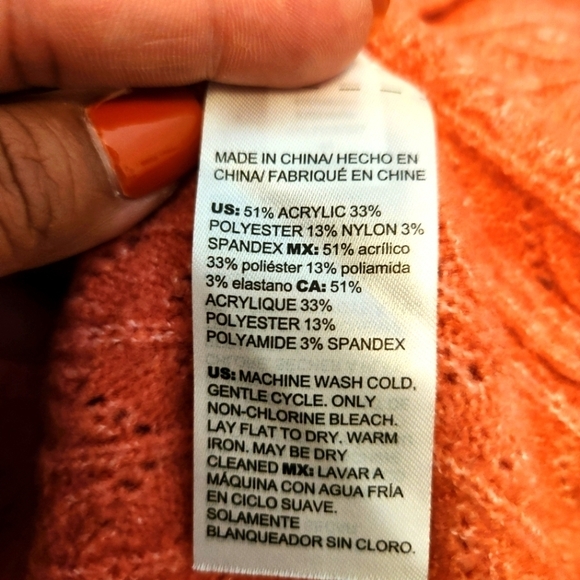 MADE IN CHINA/ HECHO EN
CHINA/ FABRIQUÉ EN CHINE
US: 51% ACRYLIC 33%
POLYESTER 13% NYLON 3%
SPANDEX MX: 51% acrílico
33% poliéster 13% poliamida
3% elastano CA: 51%
ACRYLIQUE 33%
POLYESTER 13%
POLYAMIDE 3% SPANDEX
US: MACHINE WASH COLD,
GENTLE CYCLE. ONLY
NON-CHLORINE BLEACH.
LAY FLAT TO DRY. WARM
IRON. MAY BE DRY
CLEANED MX: LAVAR A
MÁQUINA CON AGUA FRÍA
EN CICLO SUAVE.
SOLAMENTE
BLANQUEADOR SIN CLORO.